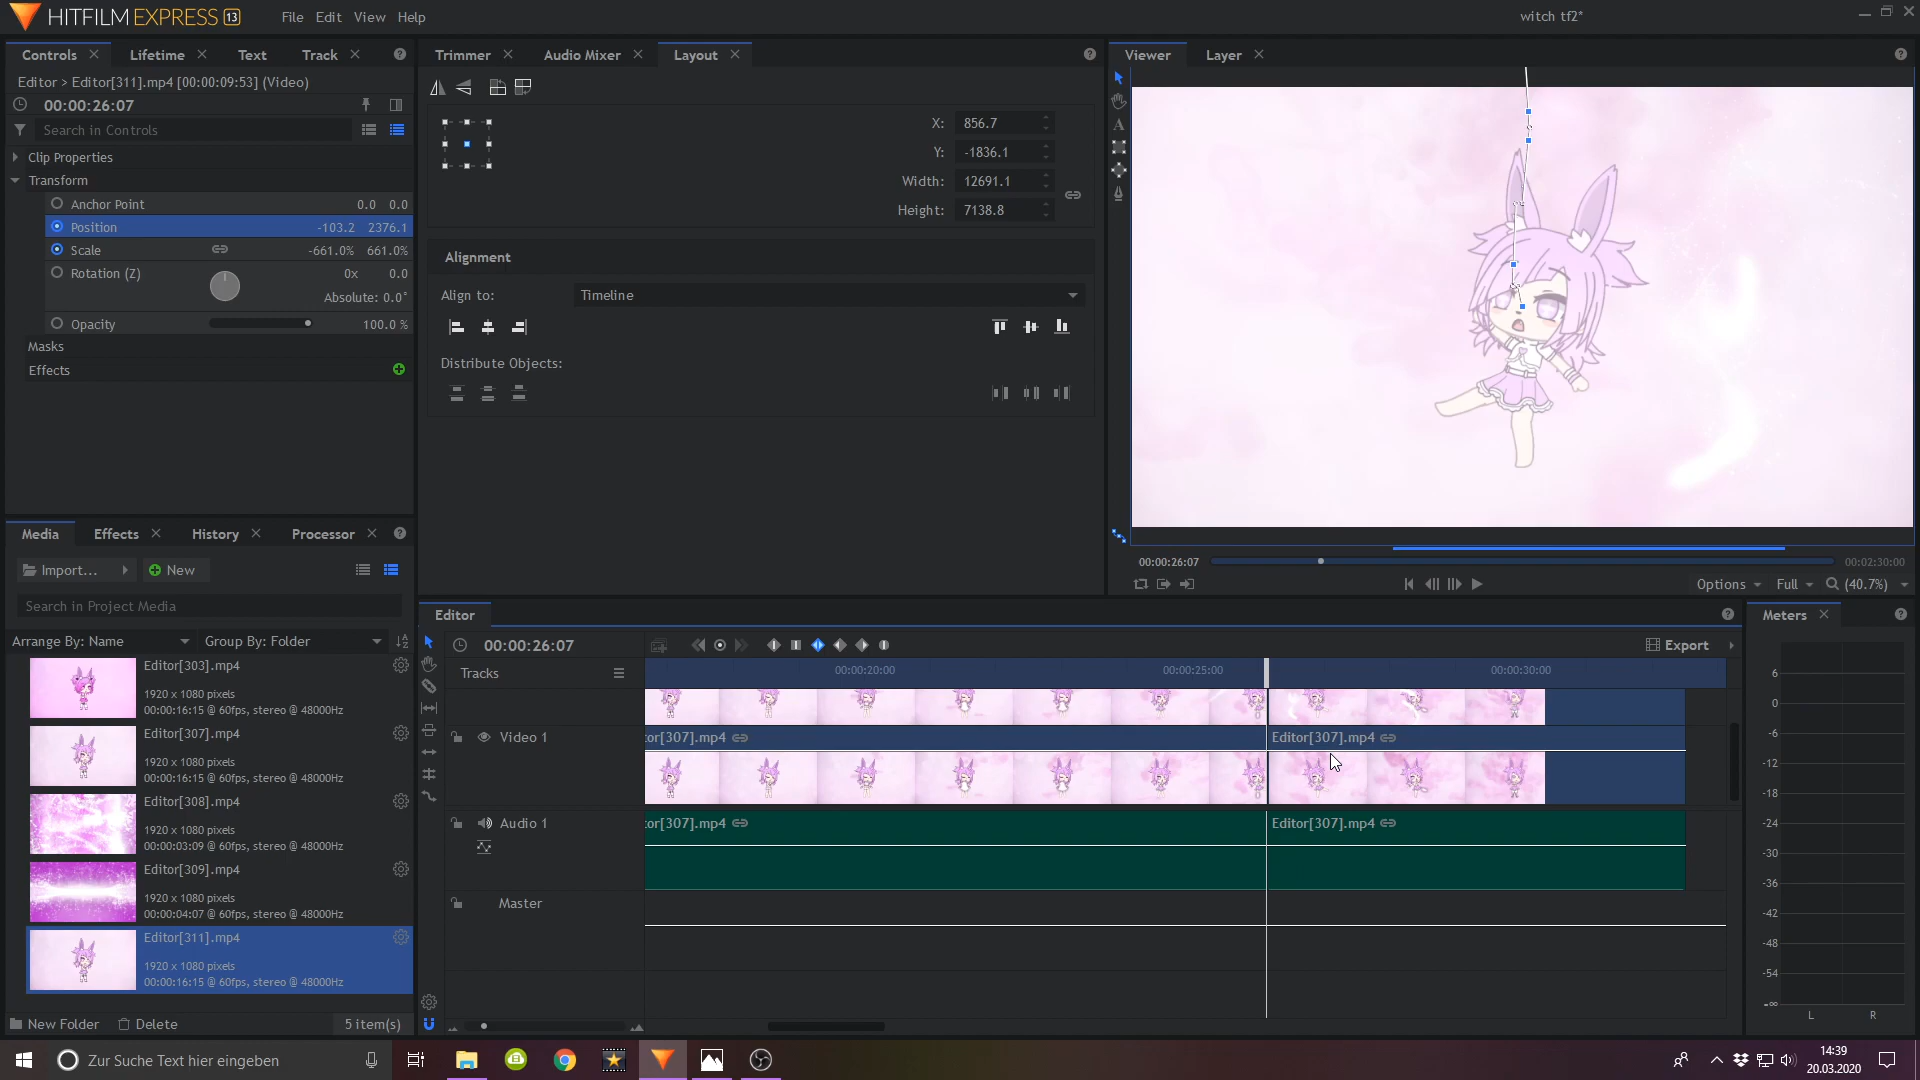 HITFILM EXPRESS 13
File Edit View Help
witch tf2*
Controls Lifetime Text Track
Editor > Editor[311].mp4 [00:00:09:53] (Video)
00:00:26:07
Search in Controls
Clip Properties
Transform
Anchor Point 0.0 0.0
Position -103.2 2376.1
Scale -661.0% 661.0%
Rotation (Z) 0x 0.0
Absolute: 0.0°
Opacity 100.0 %
Masks
Effects
Trimmer Audio Mixer Layout
X: 856.7
Y: -1836.1
Width: 12691.1
Height: 7138.8
Alignment
Align to: Timeline
Distribute Objects:
Viewer Layer
00:00:26:07 00:02:30:00
Options Full (40.7%)
Media Effects History Processor
Import... New
Search in Project Media
Arrange By: Name Group By: Folder
Editor[303].mp4
1920 x 1080 pixels
00:00:16:15 @ 60fps, stereo @ 48000Hz
Editor[307].mp4
1920 x 1080 pixels
00:00:16:15 @ 60fps, stereo @ 48000Hz
Editor[308].mp4
1920 x 1080 pixels
00:00:03:09 @ 60fps, stereo @ 48000Hz
Editor[309].mp4
1920 x 1080 pixels
00:00:04:07 @ 60fps, stereo @ 48000Hz
Editor[311].mp4
1920 x 1080 pixels
00:00:16:15 @ 60fps, stereo @ 48000Hz
New Folder Delete 5 item(s)
Editor
00:00:26:07 Export
Tracks 00:00:20:00 00:00:25:00 00:00:30:00
Video 1 tor[307].mp4 Editor[307].mp4
Audio 1 tor[307].mp4 Editor[307].mp4
Master
Meters
6
0
-6
-12
-18
-24
-30
-36
-42
-48
-54
-∞
L R
Zur Suche Text hier eingeben
14:39
20.03.2020